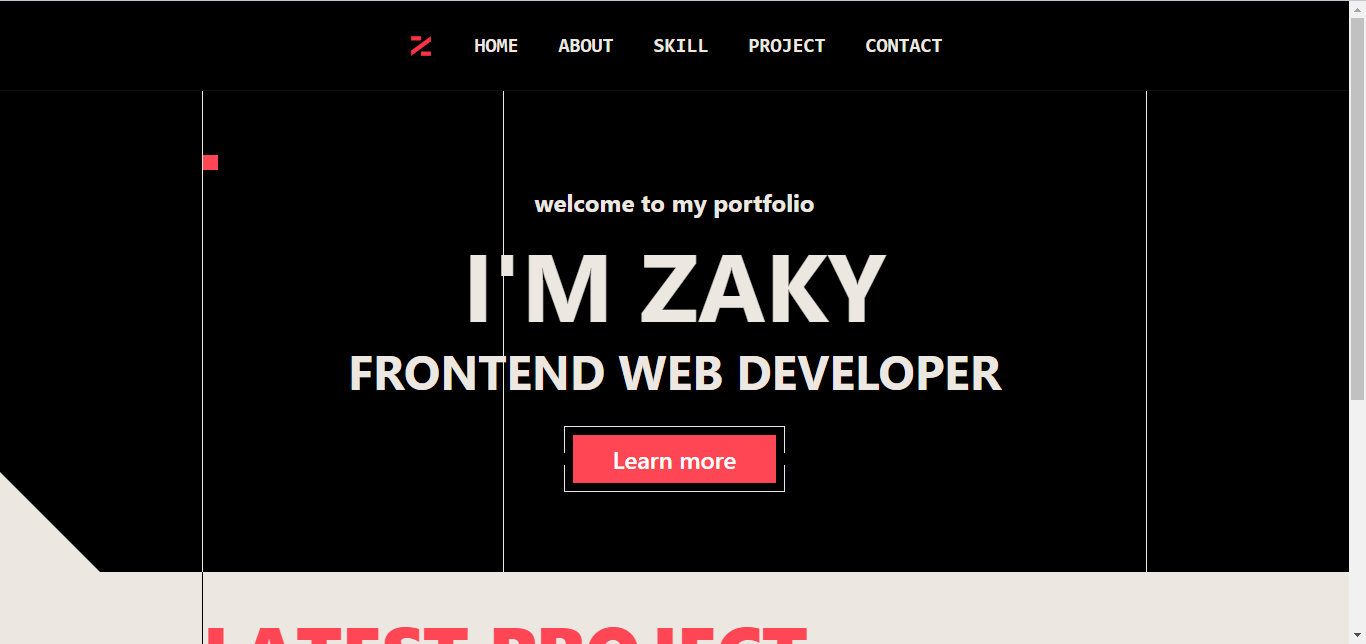 HOME ABOUT SKILL PROJECT CONTACT
welcome to my portfolio
I'M ZAKY
FRONTEND WEB DEVELOPER
Learn more
LATEST PROJECT